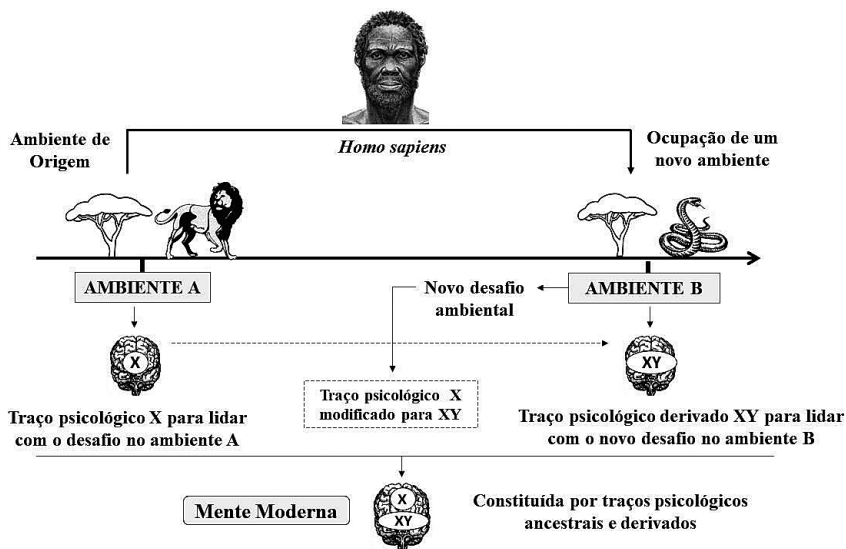 Ambiente de
Origem
Homo sapiens
Ocupação de um
novo ambiente
AMBIENTE A
Novo desafio
ambiental
AMBIENTE B
X
XY
Traço psicológico X
modificado para XY
Traço psicológico X para lidar
com o desafio no ambiente A
Traço psicológico derivado XY para lidar
com o novo desafio no ambiente B
Mente Moderna
X
XY
Constituída por traços psicológicos
ancestrais e derivados